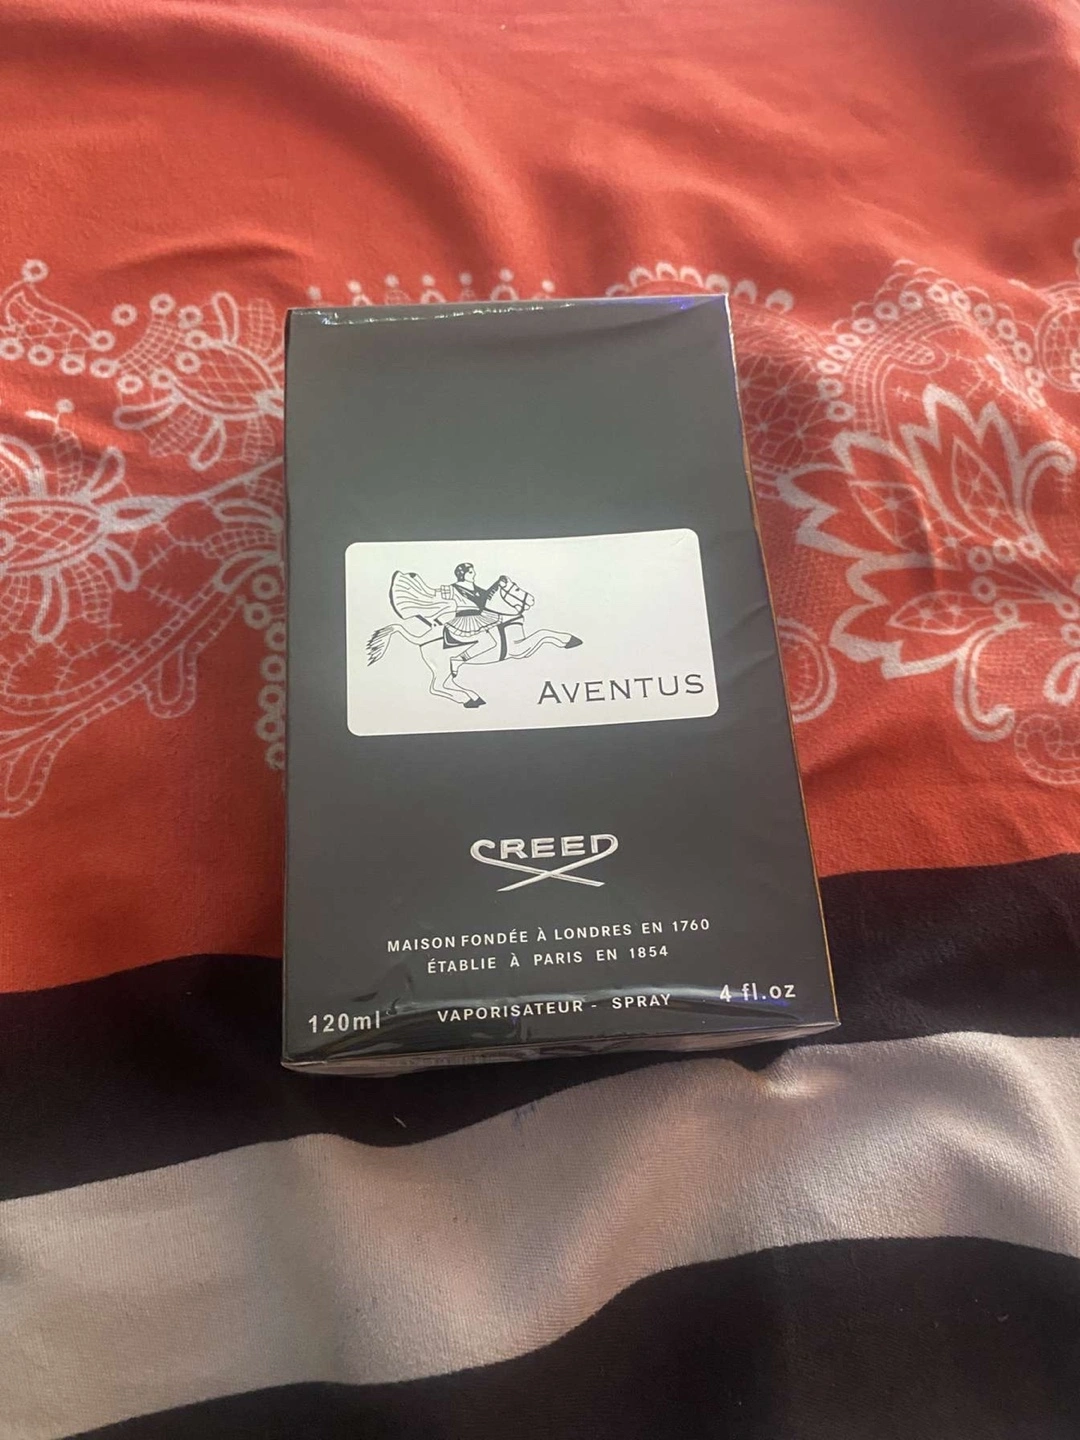 AVENTUS
CREED
MAISON FONDÉE À LONDRES EN 1760
ÉTABLIE À PARIS EN 1854
120ml VAPORISATEUR - SPRAY 4 fl.oz